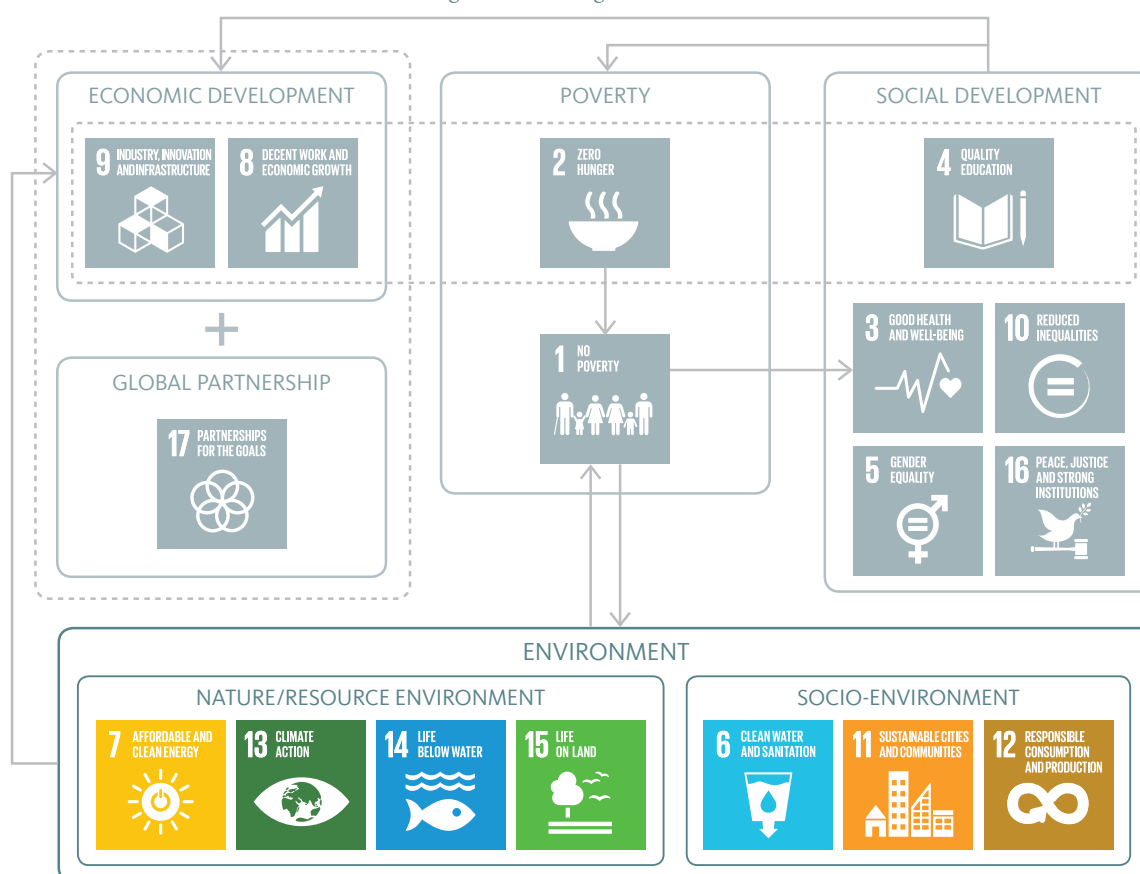 ECONOMIC DEVELOPMENT
9 INDUSTRY, INNOVATION
AND INFRASTRUCTURE
8 DECENT WORK AND
ECONOMIC GROWTH
GLOBAL PARTNERSHIP
17 PARTNERSHIPS
FOR THE GOALS
POVERTY
2 ZERO
HUNGER
1 NO
POVERTY
SOCIAL DEVELOPMENT
4 QUALITY
EDUCATION
3 GOOD HEALTH
AND WELL-BEING
10 REDUCED
INEQUALITIES
5 GENDER
EQUALITY
16 PEACE, JUSTICE
AND STRONG
INSTITUTIONS
ENVIRONMENT
NATURE/RESOURCE ENVIRONMENT
7 AFFORDABLE AND
CLEAN ENERGY
13 CLIMATE
ACTION
14 LIFE
BELOW WATER
15 LIFE
ON LAND
SOCIO-ENVIRONMENT
6 CLEAN WATER
AND SANITATION
11 SUSTAINABLE CITIES
AND COMMUNITIES
12 RESPONSIBLE
CONSUMPTION
AND PRODUCTION